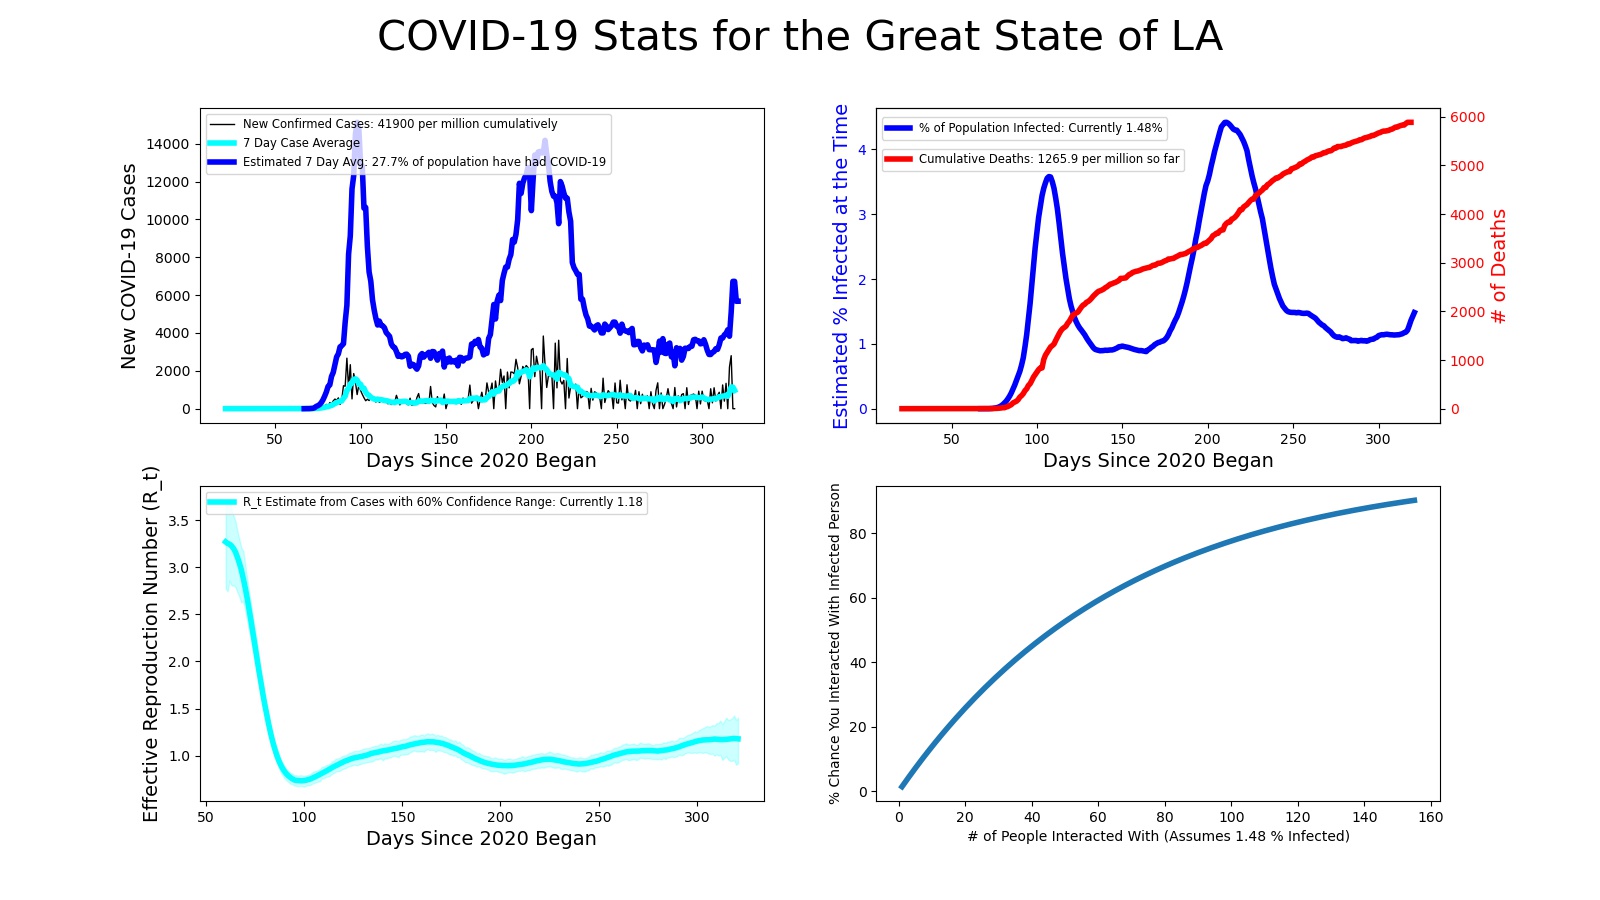 COVID-19 Stats for the Great State of LA
New COVID-19 Cases
14000
12000
10000
8000
6000
4000
2000
0
New Confirmed Cases: 41900 per million cumulatively
7 Day Case Average
Estimated 7 Day Avg: 27.7% of population have had COVID-19
50 100 150 200 250 300
Days Since 2020 Began
Estimated % Infected at the Time
4
3
2
1
0
% of Population Infected: Currently 1.48%
Cumulative Deaths: 1265.9 per million so far
6000
5000
4000
3000
2000
1000
0
# of Deaths
50 100 150 200 250 300
Days Since 2020 Began
Effective Reproduction Number (R_t)
3.5
3.0
2.5
2.0
1.5
1.0
R_t Estimate from Cases with 60% Confidence Range: Currently 1.18
50 100 150 200 250 300
Days Since 2020 Began
% Chance You Interacted With Infected Person
80
60
40
20
0
0 20 40 60 80 100 120 140 160
# of People Interacted With (Assumes 1.48 % Infected)